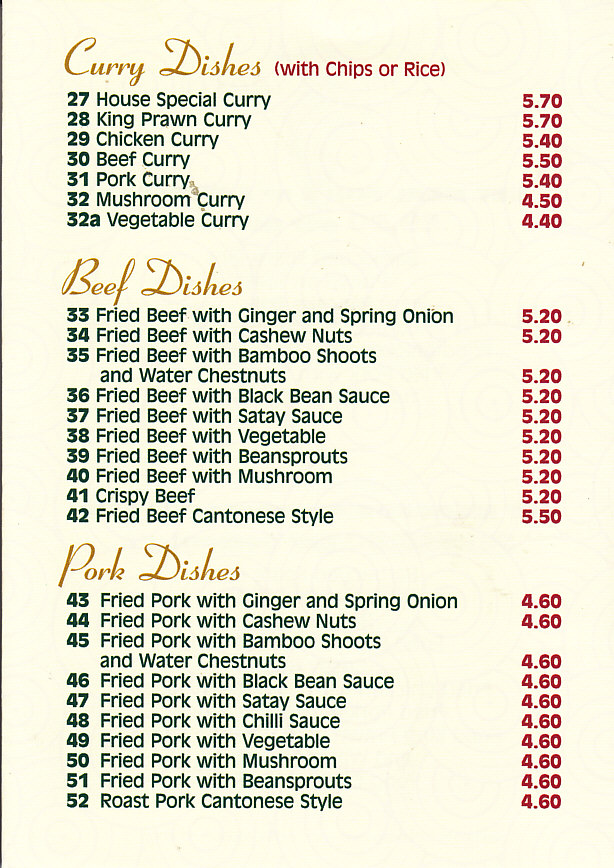 Curry Dishes (with Chips or Rice)
27 House Special Curry 5.70
28 King Prawn Curry 5.70
29 Chicken Curry 5.40
30 Beef Curry 5.50
31 Pork Curry 5.40
32 Mushroom Curry 4.50
32a Vegetable Curry 4.40
Beef Dishes
33 Fried Beef with Ginger and Spring Onion 5.20
34 Fried Beef with Cashew Nuts 5.20
35 Fried Beef with Bamboo Shoots
and Water Chestnuts 5.20
36 Fried Beef with Black Bean Sauce 5.20
37 Fried Beef with Satay Sauce 5.20
38 Fried Beef with Vegetable 5.20
39 Fried Beef with Beansprouts 5.20
40 Fried Beef with Mushroom 5.20
41 Crispy Beef 5.20
42 Fried Beef Cantonese Style 5.50
Pork Dishes
43 Fried Pork with Ginger and Spring Onion 4.60
44 Fried Pork with Cashew Nuts 4.60
45 Fried Pork with Bamboo Shoots
and Water Chestnuts 4.60
46 Fried Pork with Black Bean Sauce 4.60
47 Fried Pork with Satay Sauce 4.60
48 Fried Pork with Chilli Sauce 4.60
49 Fried Pork with Vegetable 4.60
50 Fried Pork with Mushroom 4.60
51 Fried Pork with Beansprouts 4.60
52 Roast Pork Cantonese Style 4.60